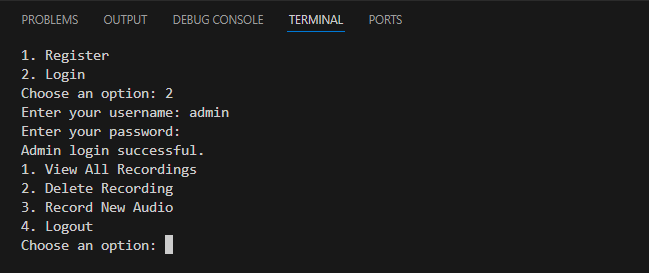 PROBLEMS OUTPUT DEBUG CONSOLE TERMINAL PORTS
1. Register
2. Login
Choose an option: 2
Enter your username: admin
Enter your password:
Admin login successful.
1. View All Recordings
2. Delete Recording
3. Record New Audio
4. Logout
Choose an option: